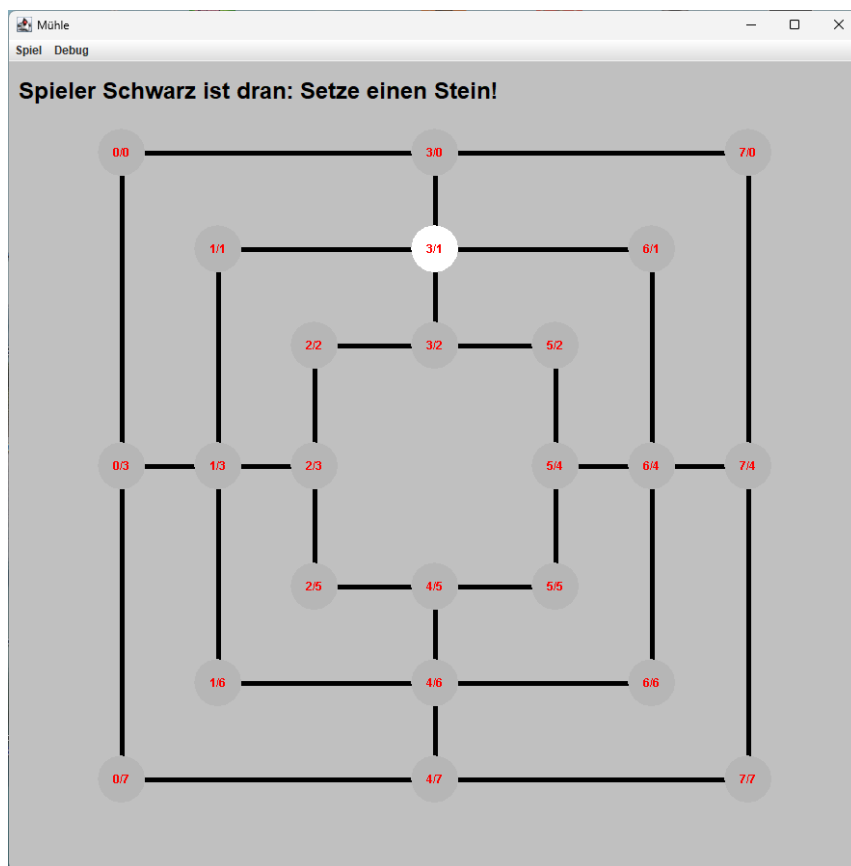 Mühle
Spiel Debug
Spieler Schwarz ist dran: Setze einen Stein!
0/0 3/0 7/0
1/1 3/1 6/1
2/2 3/2 5/2
0/3 1/3 2/3 5/4 6/4 7/4
2/5 4/5 5/5
1/6 4/6 6/6
0/7 4/7 7/7